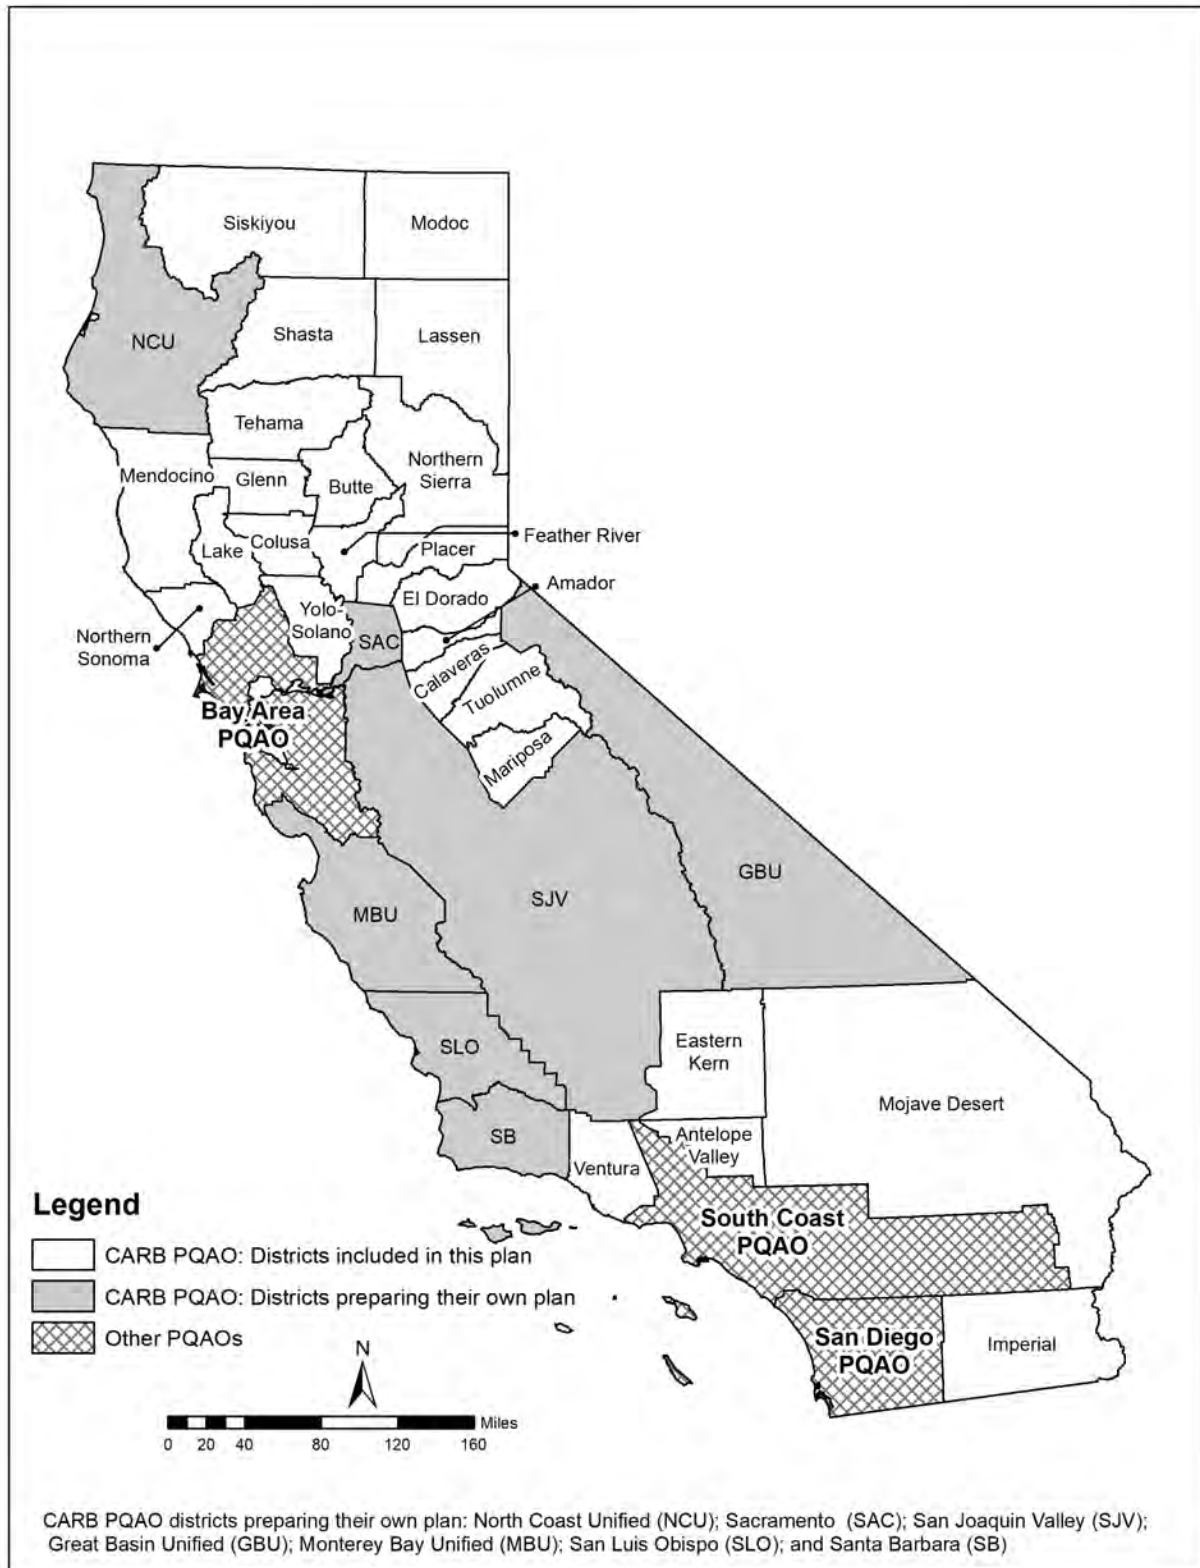 Siskiyou
Modoc
NCU
Shasta
Lassen
Tehama
Mendocino
Glenn
Butte
Northern
Sierra
Lake
Colusa
Feather River
Placer
Amador
El Dorado
Yolo-
Solano
SAC
Northern
Sonoma
Calaveras
Tuolumne
Mariposa
Bay Area
PQAO
GBU
SJV
MBU
SLO
Eastern
Kern
Mojave Desert
SB
Ventura
Antelope
Valley
South Coast
PQAO
San Diego
PQAO
Imperial
Legend
CARB PQAO: Districts included in this plan
CARB PQAO: Districts preparing their own plan
Other PQAOs
N
Miles
0 20 40 80 120 160
CARB PQAO districts preparing their own plan: North Coast Unified (NCU); Sacramento (SAC); San Joaquin Valley (SJV);
Great Basin Unified (GBU); Monterey Bay Unified (MBU); San Luis Obispo (SLO); and Santa Barbara (SB)